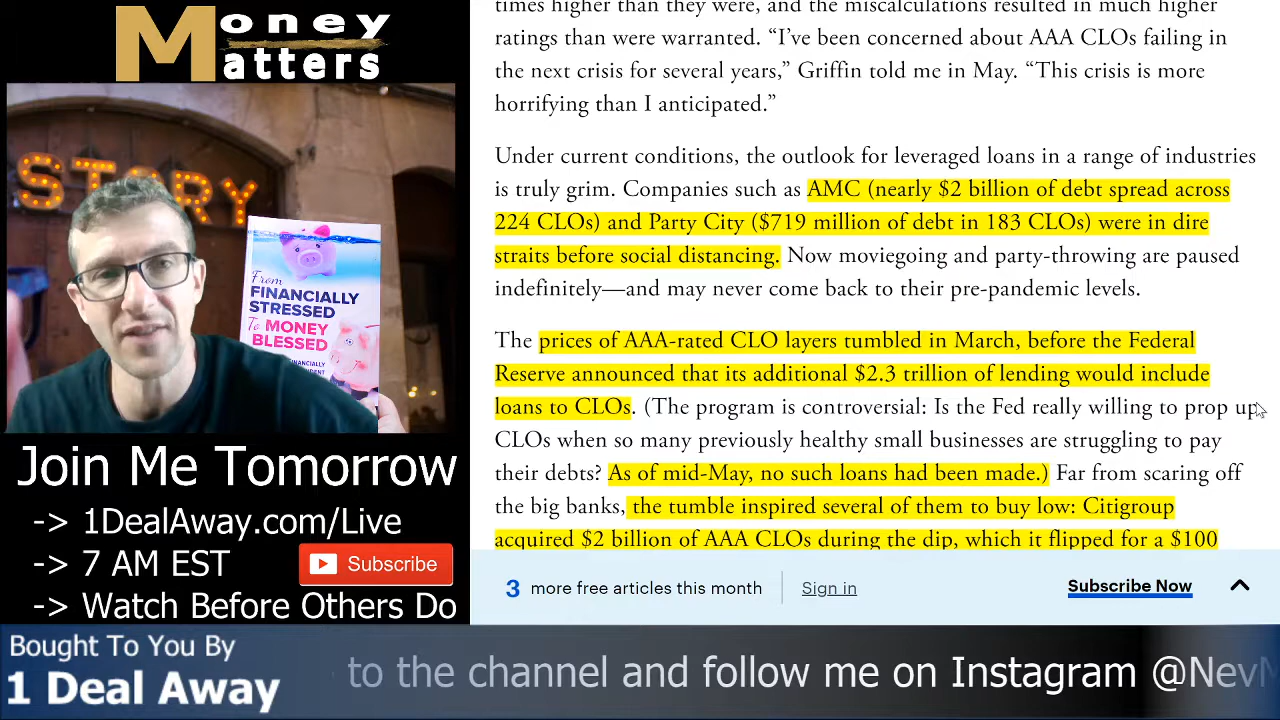 Money
Matters
STORY
From
FINANCIALLY
STRESSED
To MONEY
BLESSED
Join Me Tomorrow
-> 1DealAway.com/Live
-> 7 AM EST
Subscribe
-> Watch Before Others Do
times higher than they were, and the miscalculations resulted in much higher
ratings than were warranted. “I’ve been concerned about AAA CLOs failing in
the next crisis for several years,” Griffin told me in May. “This crisis is more
horrifying than I anticipated.”
Under current conditions, the outlook for leveraged loans in a range of industries
is truly grim. Companies such as AMC (nearly $2 billion of debt spread across
224 CLOs) and Party City ($719 million of debt in 183 CLOs) were in dire
straits before social distancing. Now moviegoing and party-throwing are paused
indefinitely—and may never come back to their pre-pandemic levels.
The prices of AAA-rated CLO layers tumbled in March, before the Federal
Reserve announced that its additional $2.3 trillion of lending would include
loans to CLOs. (The program is controversial: Is the Fed really willing to prop up
CLOs when so many previously healthy small businesses are struggling to pay
their debts? As of mid-May, no such loans had been made.) Far from scaring off
the big banks, the tumble inspired several of them to buy low: Citigroup
acquired $2 billion of AAA CLOs during the dip, which it flipped for a $100
3 more free articles this month
Sign in
Subscribe Now
Bought To You By
1 Deal Away
to the channel and follow me on Instagram @Nev